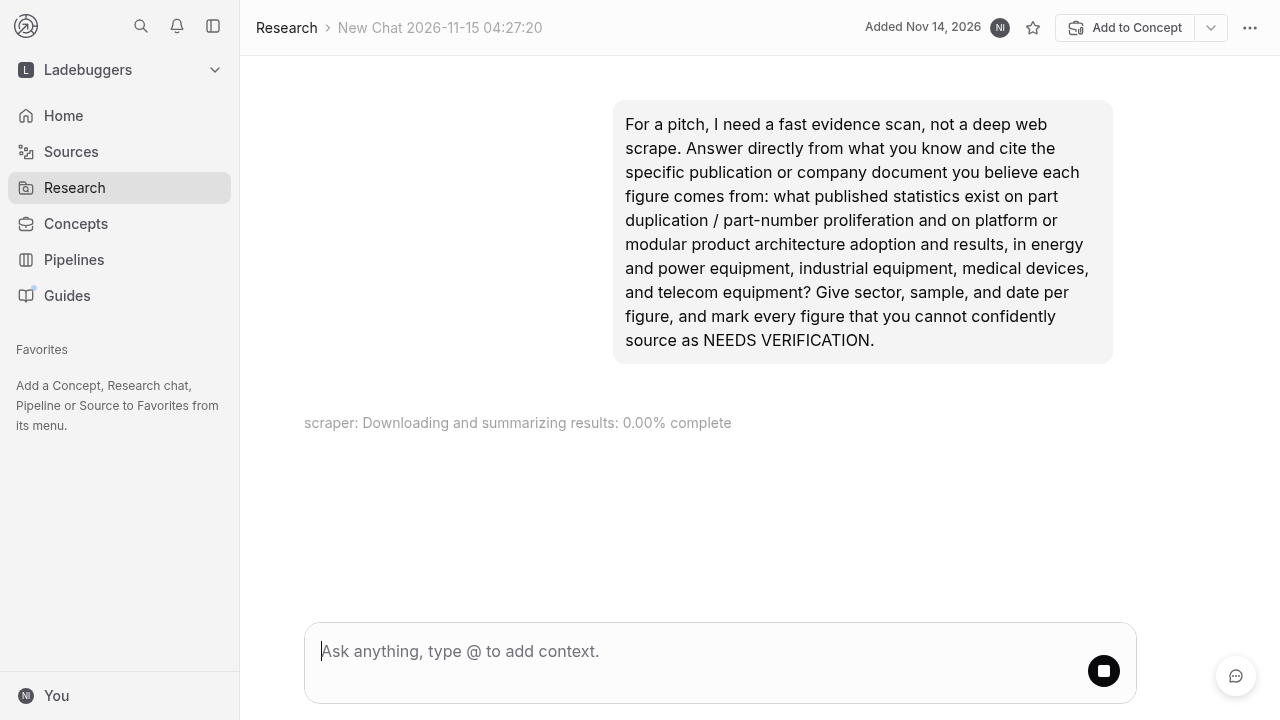 Research
New Chat 2026-11-15 04:27:20
Added Nov 14, 2026
NI
Add to Concept
L
Ladebuggers
Home
Sources
Research
Concepts
Pipelines
Guides
Favorites
Add a Concept, Research chat,
Pipeline or Source to Favorites from
its menu.
NI
You
For a pitch, I need a fast evidence scan, not a deep web
scrape. Answer directly from what you know and cite the
specific publication or company document you believe each
figure comes from: what published statistics exist on part
duplication / part-number proliferation and on platform or
modular product architecture adoption and results, in energy
and power equipment, industrial equipment, medical devices,
and telecom equipment? Give sector, sample, and date per
figure, and mark every figure that you cannot confidently
source as NEEDS VERIFICATION.
scraper: Downloading and summarizing results: 0.00% complete
Ask anything, type @ to add context.